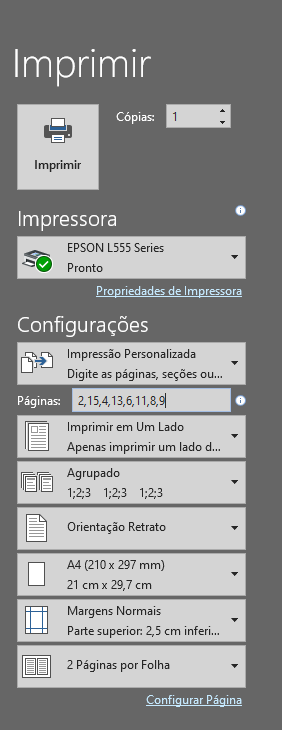 Imprimir
Imprimir
Cópias:
1
Impressora
EPSON L555 Series
Pronto
Propriedades de Impressora
Configurações
Impressão Personalizada
Digite as páginas, seções ou...
Páginas:
2,15,4,13,6,11,8,9
Imprimir em Um Lado
Apenas imprimir um lado d...
Agrupado
1;2;3 1;2;3 1;2;3
Orientação Retrato
A4 (210 x 297 mm)
21 cm x 29,7 cm
Margens Normais
Parte superior: 2,5 cm inferi...
2 Páginas por Folha
Configurar Página